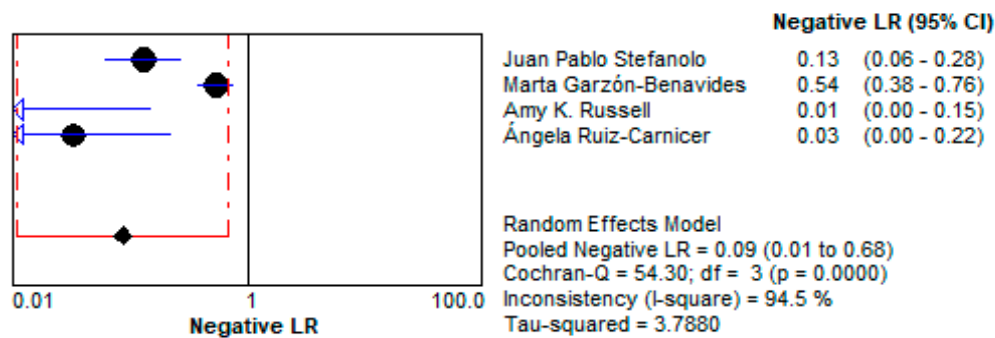 Negative LR (95% CI)
Juan Pablo Stefanolo 0.13 (0.06 - 0.28)
Marta Garzón-Benavides 0.54 (0.38 - 0.76)
Amy K. Russell 0.01 (0.00 - 0.15)
Ángela Ruiz-Carnicer 0.03 (0.00 - 0.22)
Random Effects Model
Pooled Negative LR = 0.09 (0.01 to 0.68)
Cochran-Q = 54.30; df = 3 (p = 0.0000)
Inconsistency (I-square) = 94.5 %
Tau-squared = 3.7880
0.01 1 100.0
Negative LR